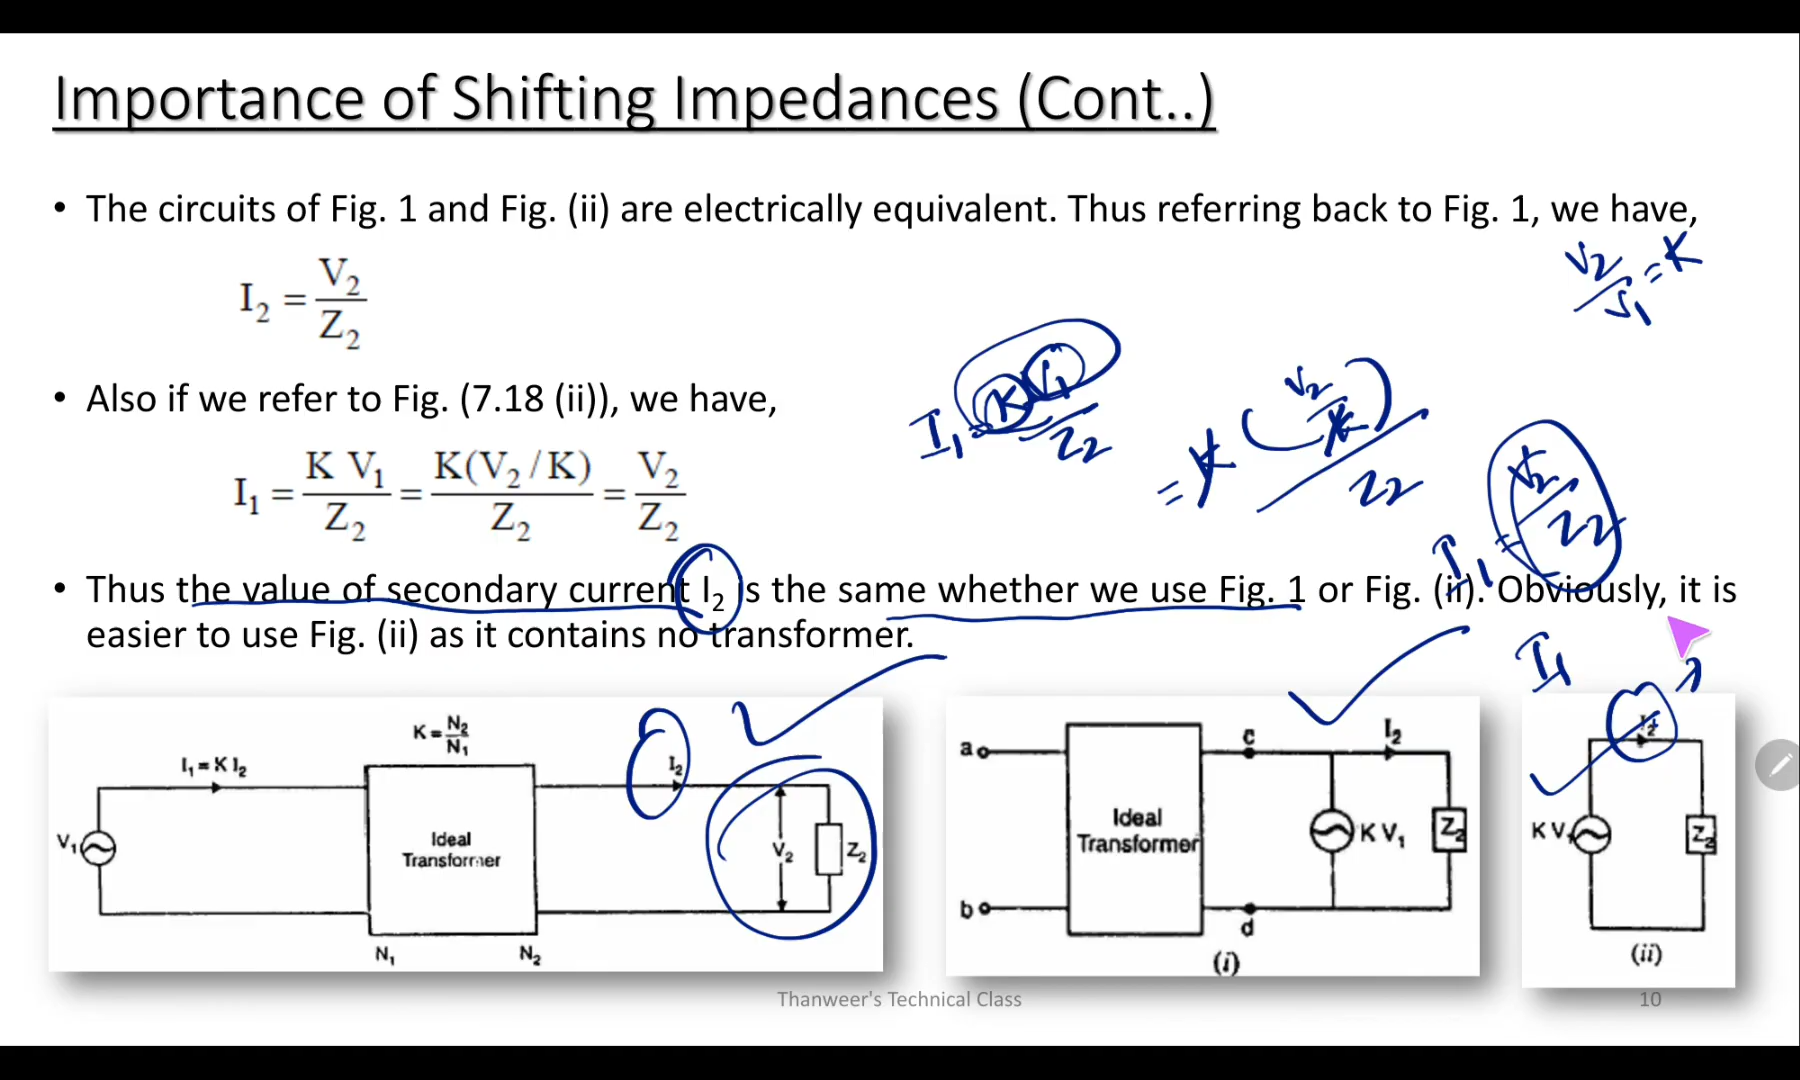 Importance of Shifting Impedances (Cont..)
• The circuits of Fig. 1 and Fig. (ii) are electrically equivalent. Thus referring back to Fig. 1, we have,
V2/V1 = K
I₂ = V₂/Z₂
• Also if we refer to Fig. (7.18 (ii)), we have,
I1 = KV1/Z2
= K(V2/K)/Z2
I1 = V2/Z2
I₁ = K V₁/Z₂ = K(V₂/K)/Z₂ = V₂/Z₂
• Thus the value of secondary current I₂ is the same whether we use Fig. 1 or Fig. (ii). Obviously, it is
easier to use Fig. (ii) as it contains no transformer.
I1
K = N₂/N₁
I₁ = K I₂
I₂
V₁
Ideal
Transformer
V₂
Z₂
N₁
N₂
a
b
Ideal
Transformer
c
d
I₂
K V₁
Z₂
(i)
K V₁
Z₂
(ii)
Thanweer's Technical Class
10